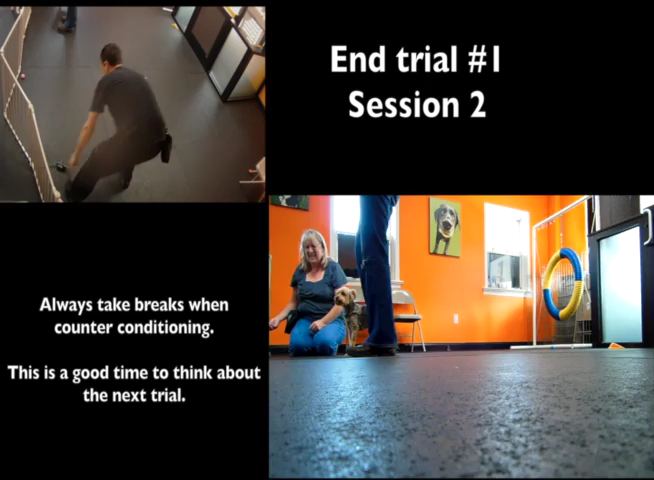 End trial #1
Session 2
Always take breaks when
counter conditioning.
This is a good time to think about
the next trial.